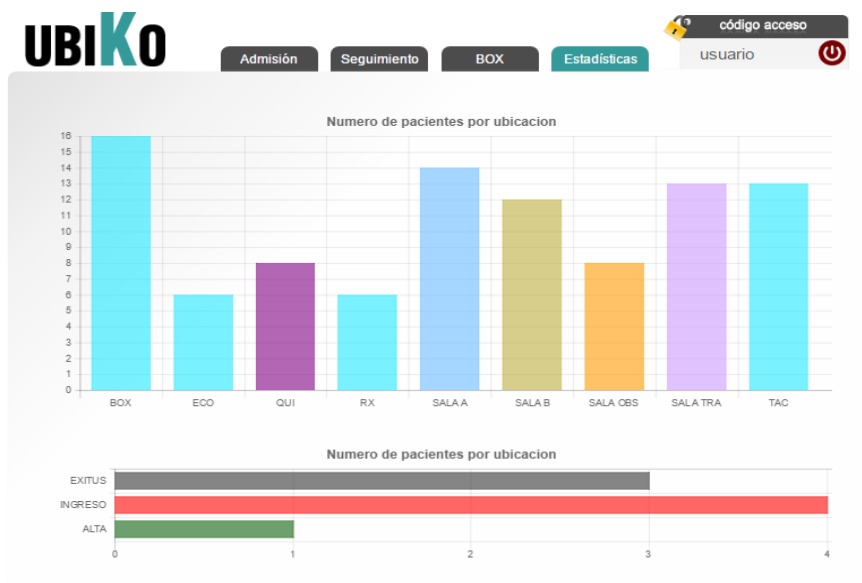 UBIKO
código acceso
usuario
Admisión Seguimiento BOX Estadísticas
Numero de pacientes por ubicacion
16
15
14
13
12
11
10
9
8
7
6
5
4
3
2
1
0
BOX ECO QUI RX SALA A SALA B SALA OBS SALA TRA TAC
Numero de pacientes por ubicacion
EXITUS
INGRESO
ALTA
0 1 2 3 4